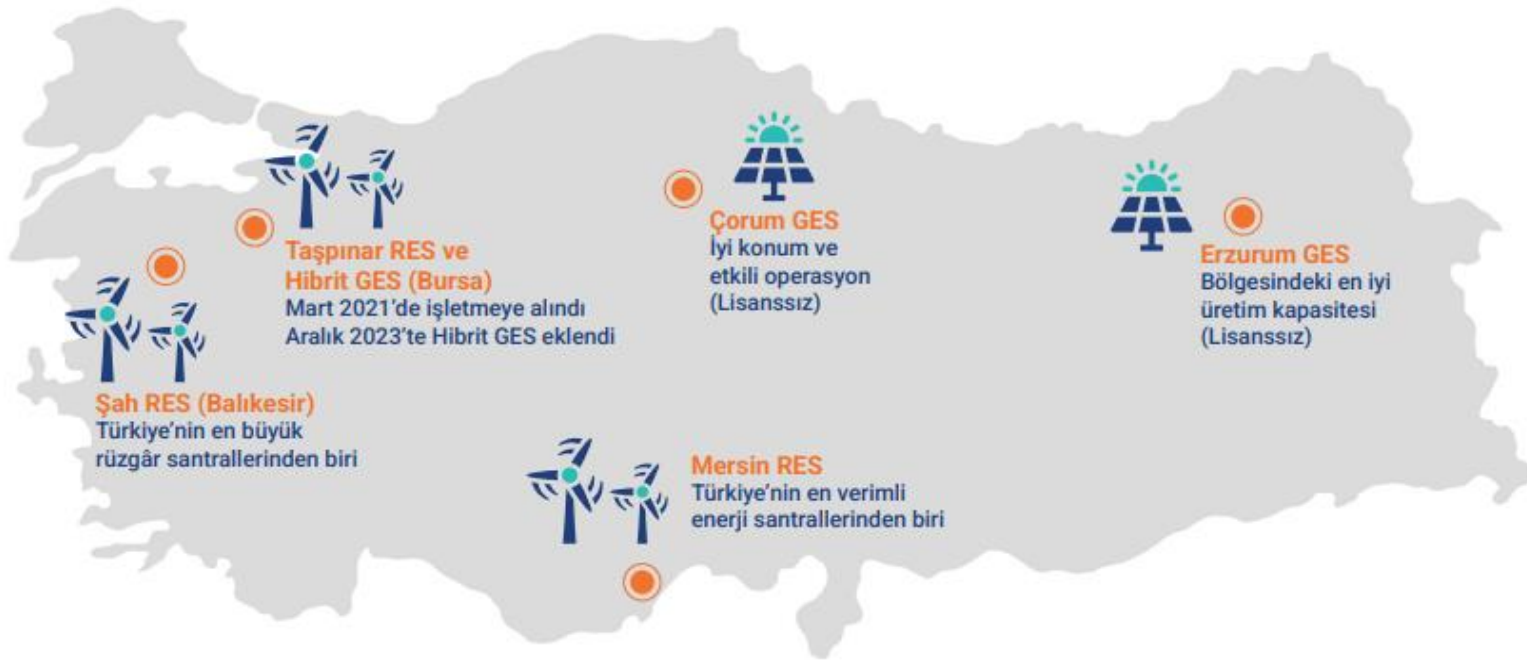 Taşpınar RES ve
Hibrit GES (Bursa)
Mart 2021'de işletmeye alındı
Aralık 2023'te Hibrit GES eklendi
Çorum GES
İyi konum ve
etkili operasyon
(Lisanssız)
Erzurum GES
Bölgesindeki en iyi
üretim kapasitesi
(Lisanssız)
Şah RES (Balıkesir)
Türkiye'nin en büyük
rüzgâr santrallerinden biri
Mersin RES
Türkiye'nin en verimli
enerji santrallerinden biri